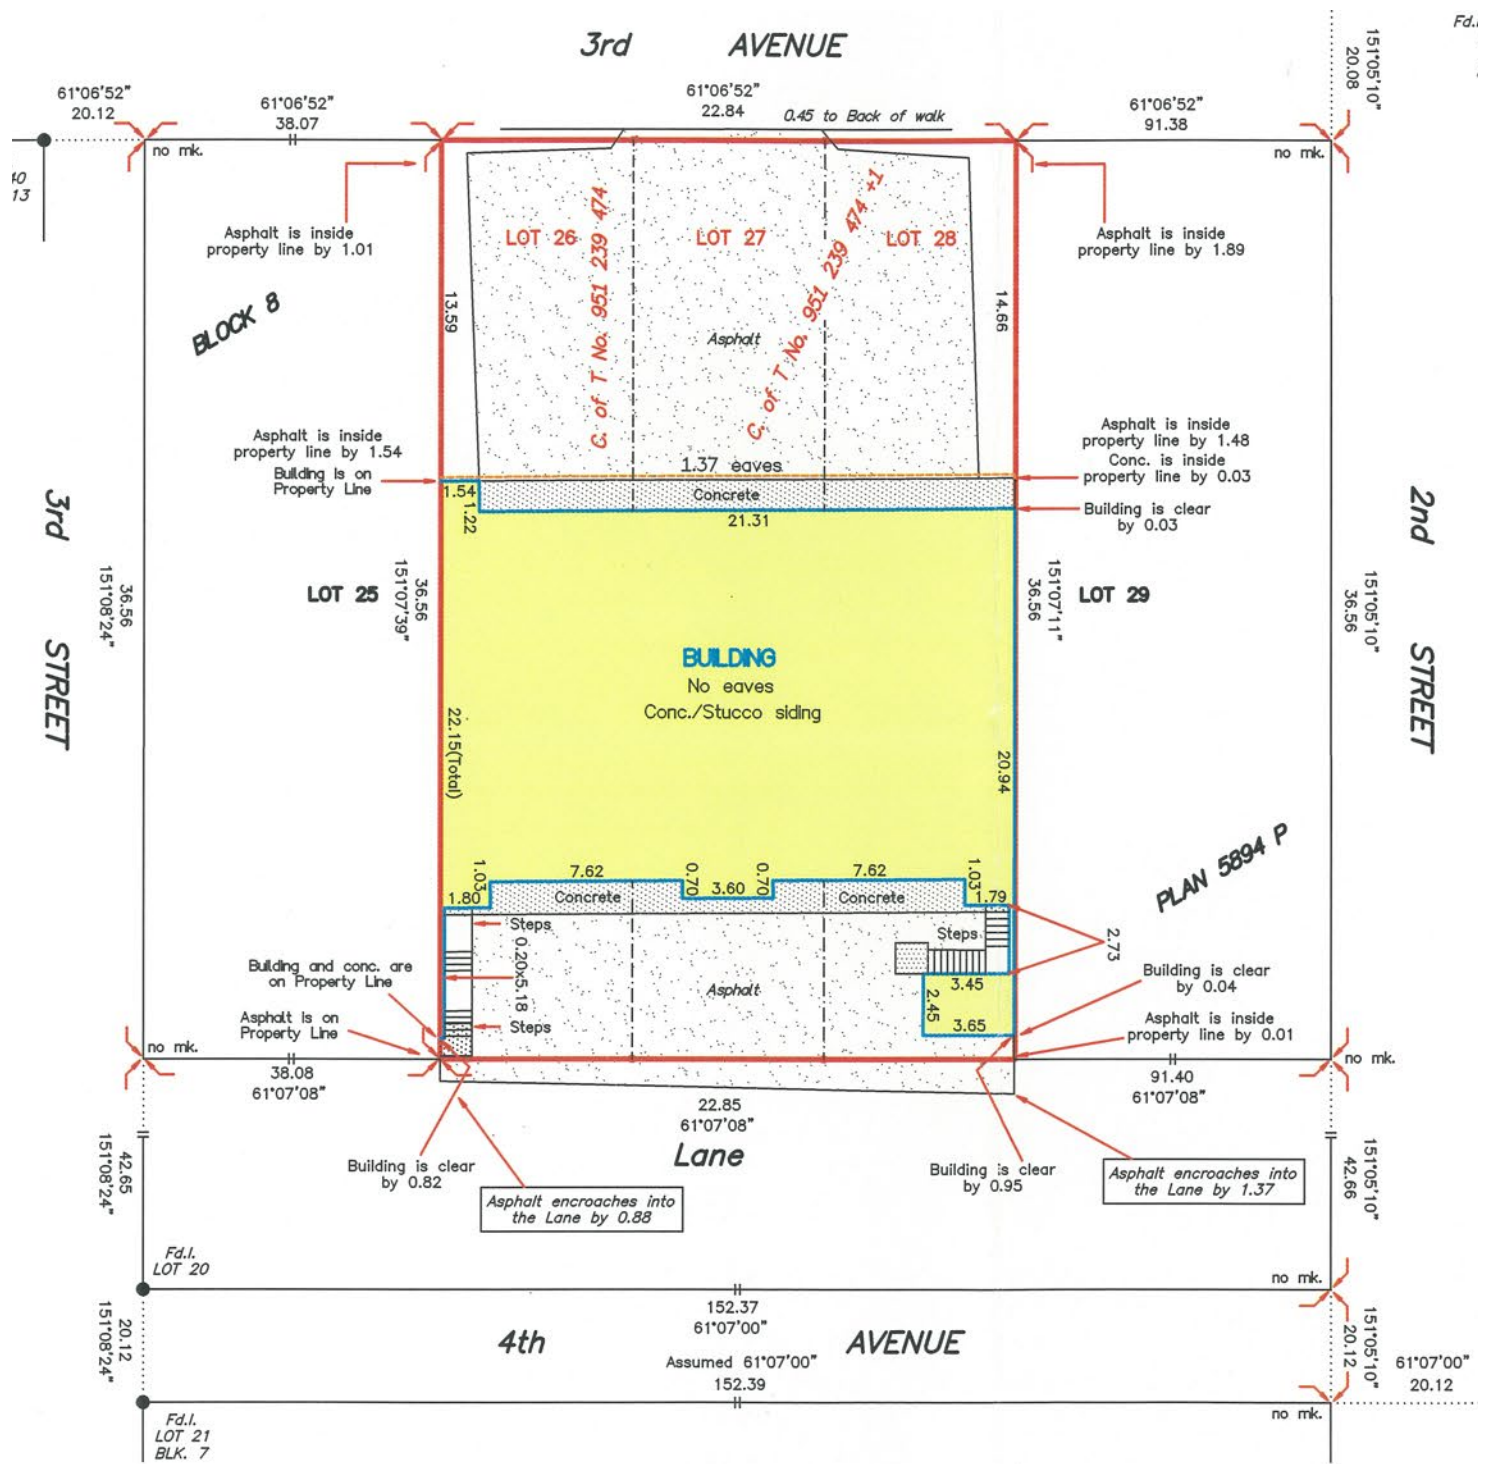 3rd AVENUE
Fd.
151°05'10"
20.08
61°06'52"
20.12
61°06'52"
38.07
61°06'52"
22.84
0.45 to Back of walk
61°06'52"
91.38
no mk.
no mk.
13
Asphalt is inside
property line by 1.01
LOT 26
LOT 27
LOT 28
Asphalt is inside
property line by 1.89
C. of T No. 951 239 474
C. of T No. 951 239 474 +1
BLOCK 8
13.59
14.66
Asphalt
Asphalt is inside
property line by 1.54
Building is on
Property Line
1.37 eaves
Asphalt is inside
property line by 1.48
Conc. is inside
property line by 0.03
1.54
1.22
Concrete
21.31
Building is clear
by 0.03
3rd STREET
2nd STREET
36.56
151°08'24"
LOT 25
36.56
151°07'39"
151°07'11"
36.56
LOT 29
151°05'10"
36.56
BUILDING
No eaves
Conc./Stucco siding
22.15(Total)
20.94
PLAN 5894 P
1.03
7.62
0.70
3.60
0.70
7.62
1.03
1.80
Concrete
Concrete
1.79
Steps
Steps
2.73
0.20x5.18
Building and conc. are
on Property Line
Asphalt
3.45
2.45
3.65
Building is clear
by 0.04
Asphalt is on
Property Line
Steps
Asphalt is inside
property line by 0.01
no mk.
no mk.
38.08
61°07'08"
22.85
61°07'08"
91.40
61°07'08"
Lane
42.65
151°08'24"
151°05'10"
42.66
Building is clear
by 0.82
Asphalt encroaches into
the Lane by 0.88
Building is clear
by 0.95
Asphalt encroaches into
the Lane by 1.37
Fd.I.
LOT 20
no mk.
152.37
61°07'00"
20.12
151°08'24"
4th AVENUE
151°05'10"
20.12
Assumed 61°07'00"
152.39
61°07'00"
20.12
no mk.
Fd.I.
LOT 21
BLK. 7